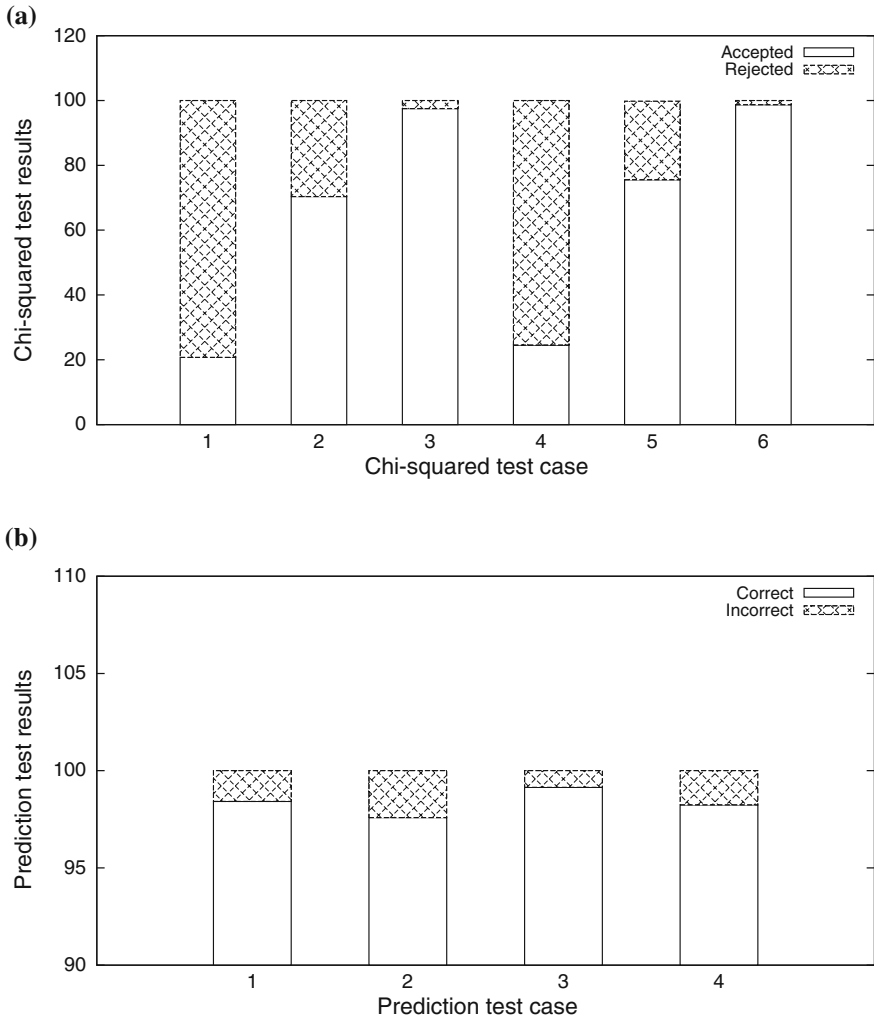 (a)
120
100
80
60
40
20
0
Chi-squared test results
Accepted
Rejected
1 2 3 4 5 6
Chi-squared test case
(b)
110
105
100
95
90
Prediction test results
Correct
Incorrect
1 2 3 4
Prediction test case